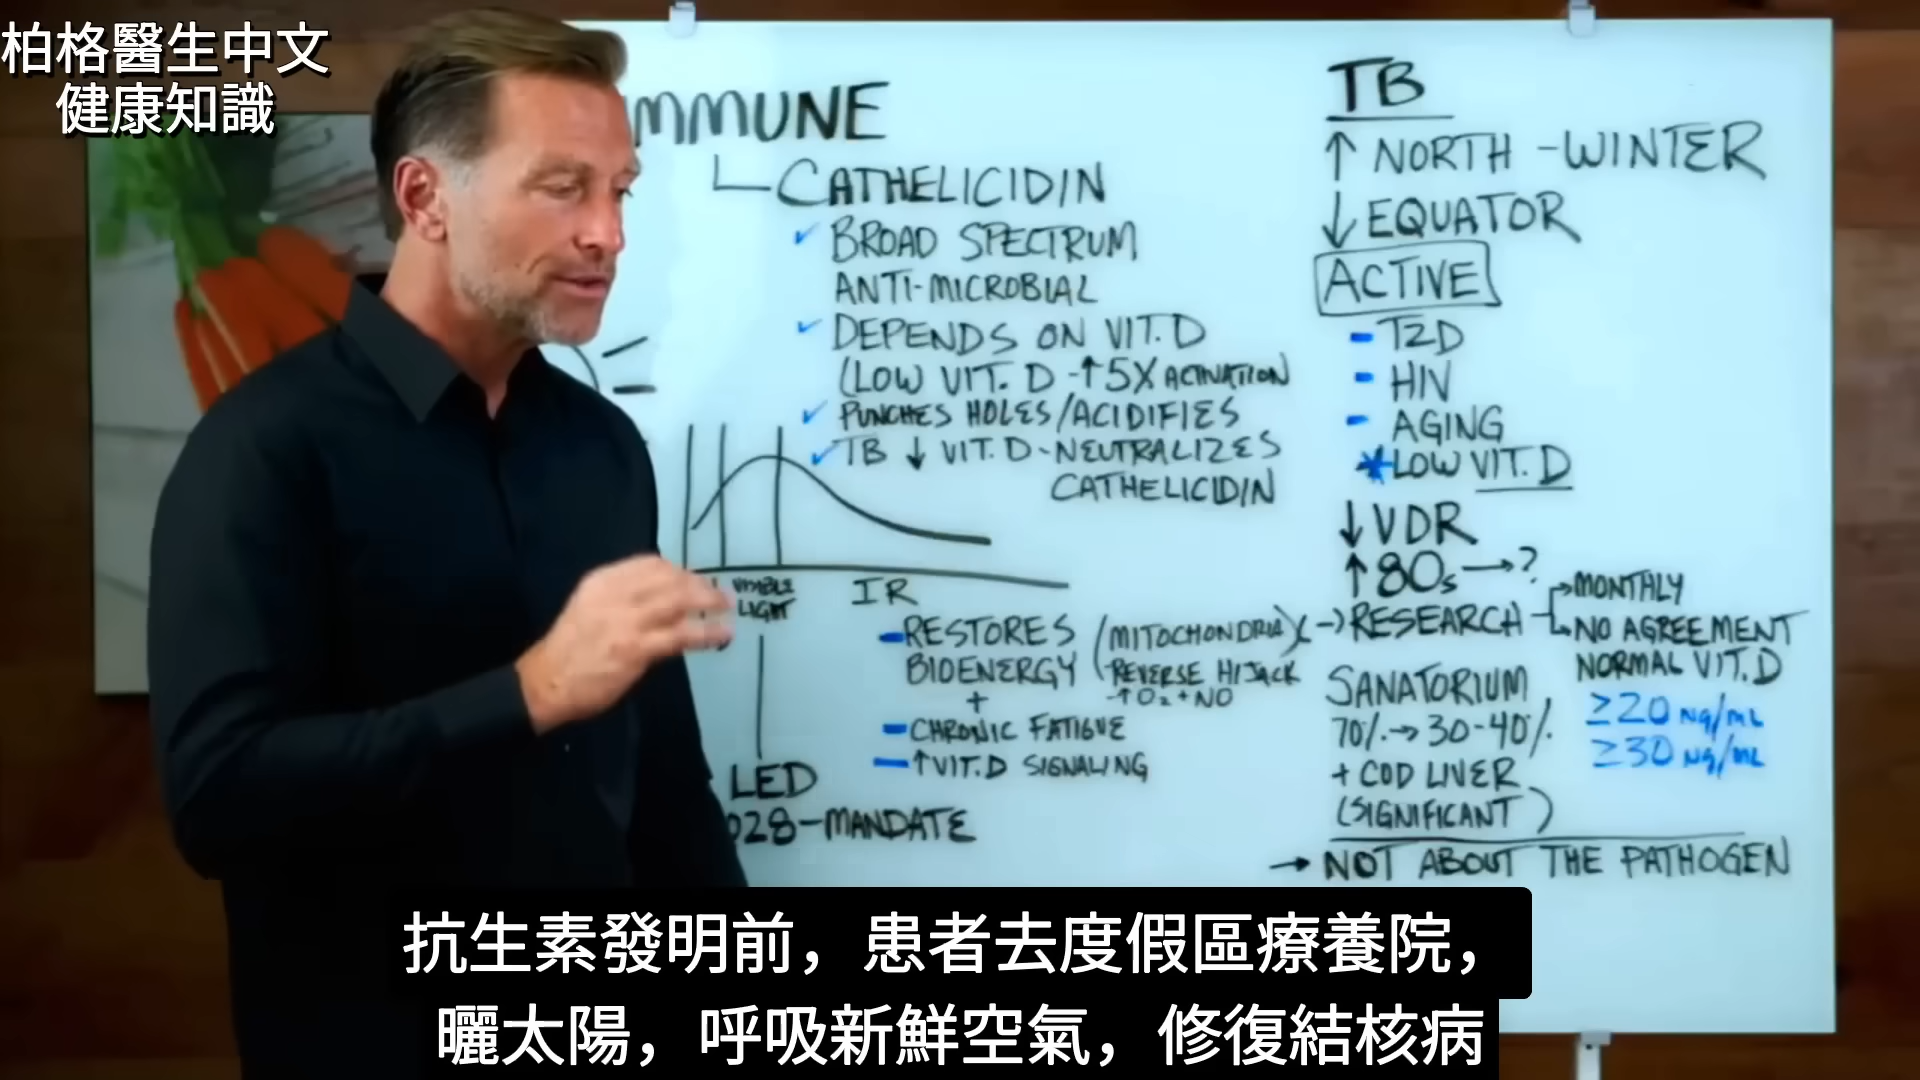 柏格醫生中文
健康知識
MMUNE
CATHELICIDIN
BROAD SPECTRUM
ANTI-MICROBIAL
DEPENDS ON VIT. D
(LOW VIT. D -↑5X ACTIVATION
PUNCHES HOLES/ACIDIFIES
TB ↓ VIT. D-NEUTRALIZES
CATHELICIDIN
VISIBLE
LIGHT
IR
RESTORES
BIOENERGY
+
(MITOCHONDRIA)
REVERSE HIJACK
-↑O₂+NO
CHRONIC FATIGUE
↑VIT. D SIGNALING
LED
028-MANDATE
TB
↑ NORTH -WINTER
↓ EQUATOR
ACTIVE
- T2D
- HIV
- AGING
*LOW VIT. D
↓VDR
↑80s→?
→RESEARCH
→MONTHLY
→NO AGREEMENT
NORMAL VIT. D
≥20 ng/mL
≥30 ng/mL
SANATORIUM
70%→30-40%
+ COD LIVER
(SIGNIFICANT)
→ NOT ABOUT THE PATHOGEN
抗生素發明前，患者去度假區療養院，
曬太陽，呼吸新鮮空氣，修復結核病